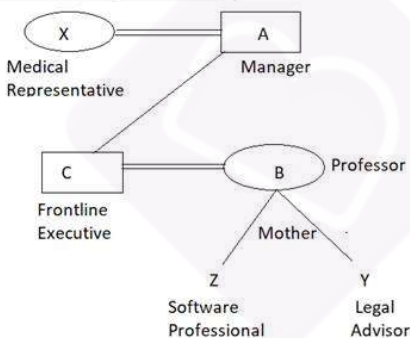 X
A
Medical
Representative
Manager
C
B
Professor
Frontline
Executive
Mother
Z
Y
Software
Professional
Legal
Advisor